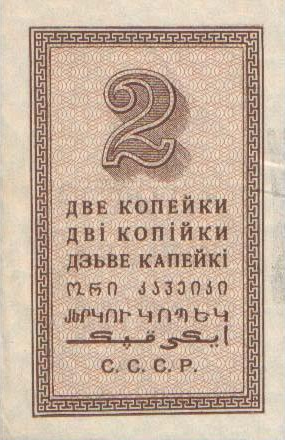 2
ДВЕ КОПЕЙКИ
ДВІ КОПІЙКИ
ДЗЬВЕ КАПЕЙКІ
ᲝᲠᲘ ᲙᲐᲞᲔᲘᲙᲘ
ԵՐԿՈՒ ԿՈՊԵԿ
ایکی قپیک
С. С. С. Р.